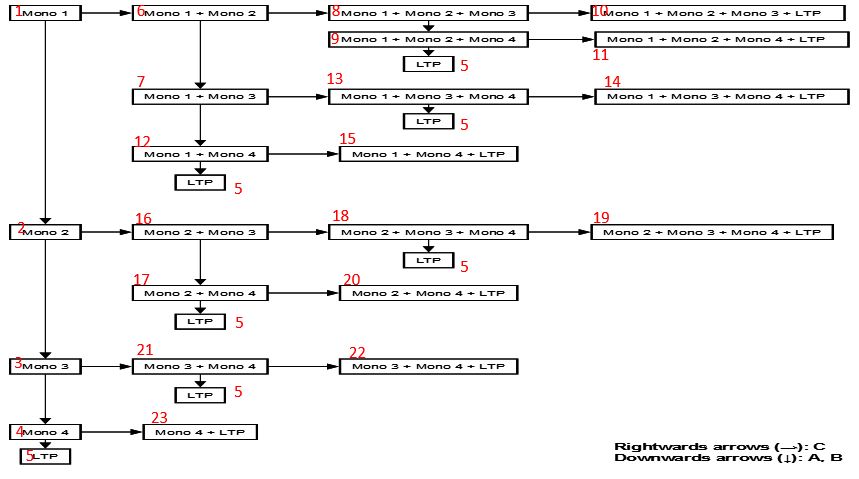 1 Mono 1
6 Mono 1 + Mono 2
8 Mono 1 + Mono 2 + Mono 3
10 Mono 1 + Mono 2 + Mono 3 + LTP
9 Mono 1 + Mono 2 + Mono 4
Mono 1 + Mono 2 + Mono 4 + LTP
11
LTP 5
7 Mono 1 + Mono 3
13 Mono 1 + Mono 3 + Mono 4
14 Mono 1 + Mono 3 + Mono 4 + LTP
LTP 5
12 Mono 1 + Mono 4
15 Mono 1 + Mono 4 + LTP
LTP 5
2 Mono 2
16 Mono 2 + Mono 3
18 Mono 2 + Mono 3 + Mono 4
19 Mono 2 + Mono 3 + Mono 4 + LTP
LTP 5
17 Mono 2 + Mono 4
20 Mono 2 + Mono 4 + LTP
LTP 5
3 Mono 3
21 Mono 3 + Mono 4
22 Mono 3 + Mono 4 + LTP
LTP 5
4 Mono 4
23 Mono 4 + LTP
5 LTP
Rightwards arrows (→): C
Downwards arrows (↓): A, B